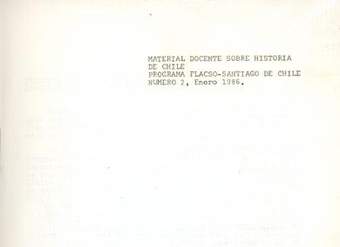 MATERIAL DOCENTE SOBRE HISTORIA
DE CHILE
PROGRAMA FLACSO-SANTIAGO DE CHILE
NUMERO 2, Enero 1986.